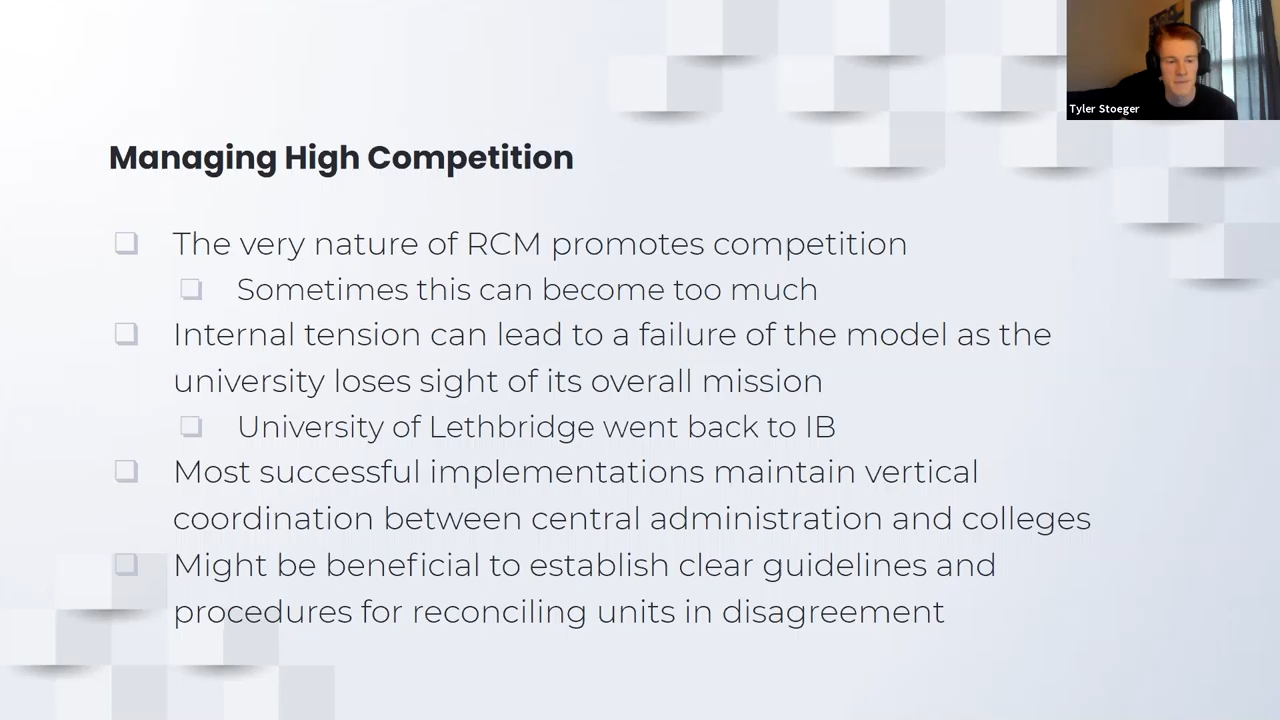 Tyler Stoeger
Managing High Competition
The very nature of RCM promotes competition
Sometimes this can become too much
Internal tension can lead to a failure of the model as the
university loses sight of its overall mission
University of Lethbridge went back to IB
Most successful implementations maintain vertical
coordination between central administration and colleges
Might be beneficial to establish clear guidelines and
procedures for reconciling units in disagreement